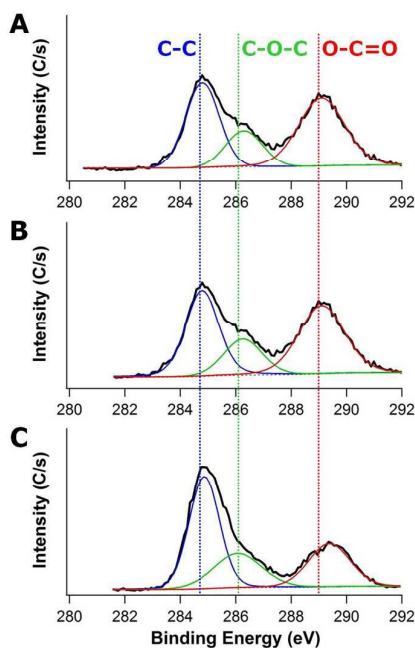 A
C-C C-O-C O-C=O
Intensity (C/s)
280 282 284 286 288 290 292
B
Intensity (C/s)
280 282 284 286 288 290 292
C
Intensity (C/s)
280 282 284 286 288 290 292
Binding Energy (eV)